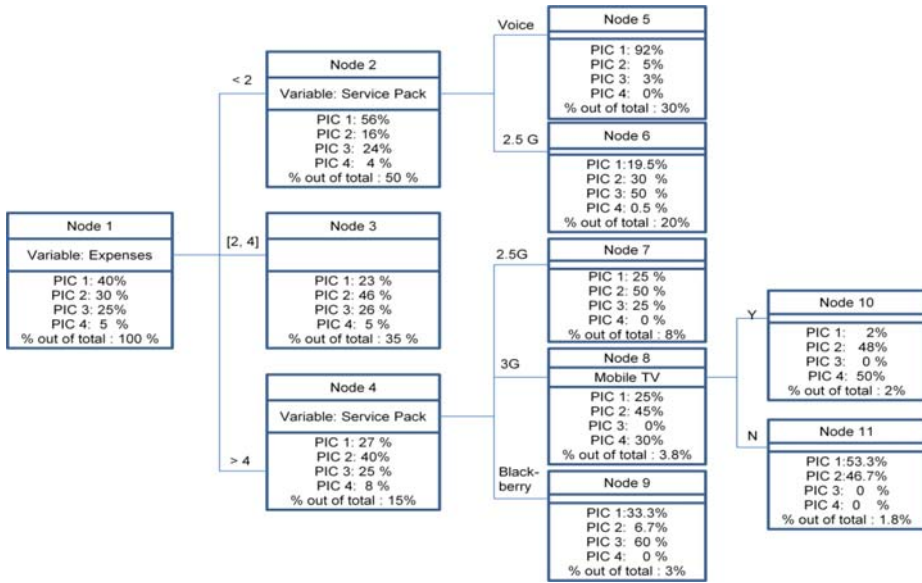 Node 1
Variable: Expenses
PIC 1: 40%
PIC 2: 30 %
PIC 3: 25%
PIC 4: 5 %
% out of total : 100 %
< 2
[2, 4]
> 4
Node 2
Variable: Service Pack
PIC 1: 56%
PIC 2: 16%
PIC 3: 24%
PIC 4: 4 %
% out of total : 50 %
Node 3
PIC 1: 23 %
PIC 2: 46 %
PIC 3: 26 %
PIC 4: 5 %
% out of total : 35 %
Node 4
Variable: Service Pack
PIC 1: 27 %
PIC 2: 40%
PIC 3: 25 %
PIC 4: 8 %
% out of total : 15%
Voice
2.5 G
2.5G
3G
Black-
berry
Node 5
PIC 1: 92%
PIC 2: 5%
PIC 3: 3%
PIC 4: 0%
% out of total : 30%
Node 6
PIC 1:19.5%
PIC 2: 30 %
PIC 3: 50 %
PIC 4: 0.5 %
% out of total : 20%
Node 7
PIC 1: 25 %
PIC 2: 50 %
PIC 3: 25 %
PIC 4: 0 %
% out of total : 8%
Node 8
Mobile TV
PIC 1: 25%
PIC 2: 45%
PIC 3: 0%
PIC 4: 30%
% out of total : 3.8%
Node 9
PIC 1:33.3%
PIC 2: 6.7%
PIC 3: 60 %
PIC 4: 0 %
% out of total : 3%
Y
N
Node 10
PIC 1: 2%
PIC 2: 48%
PIC 3: 0 %
PIC 4: 50%
% out of total : 2%
Node 11
PIC 1:53.3%
PIC 2:46.7%
PIC 3: 0 %
PIC 4: 0 %
% out of total : 1.8%